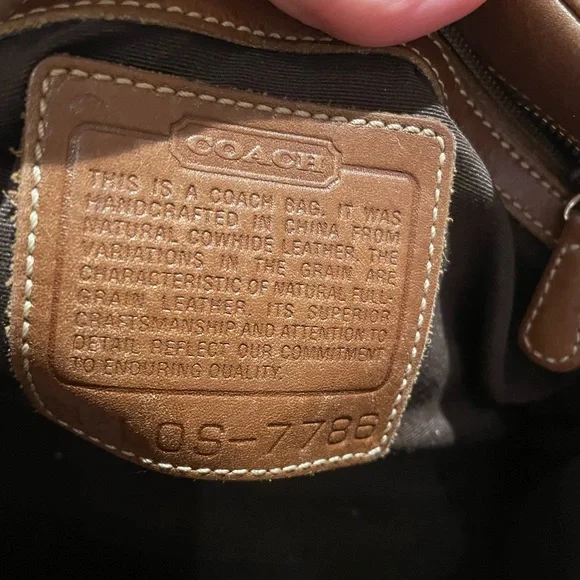 COACH
THIS IS A COACH BAG. IT WAS
HANDCRAFTED IN CHINA FROM
NATURAL COWHIDE LEATHER. THE
VARIATIONS IN THE GRAIN ARE
CHARACTERISTIC OF NATURAL FULL-
GRAIN LEATHER. ITS SUPERIOR
CRAFTSMANSHIP AND ATTENTION TO
DETAIL REFLECT OUR COMMITMENT
TO ENDURING QUALITY.
OS-7786